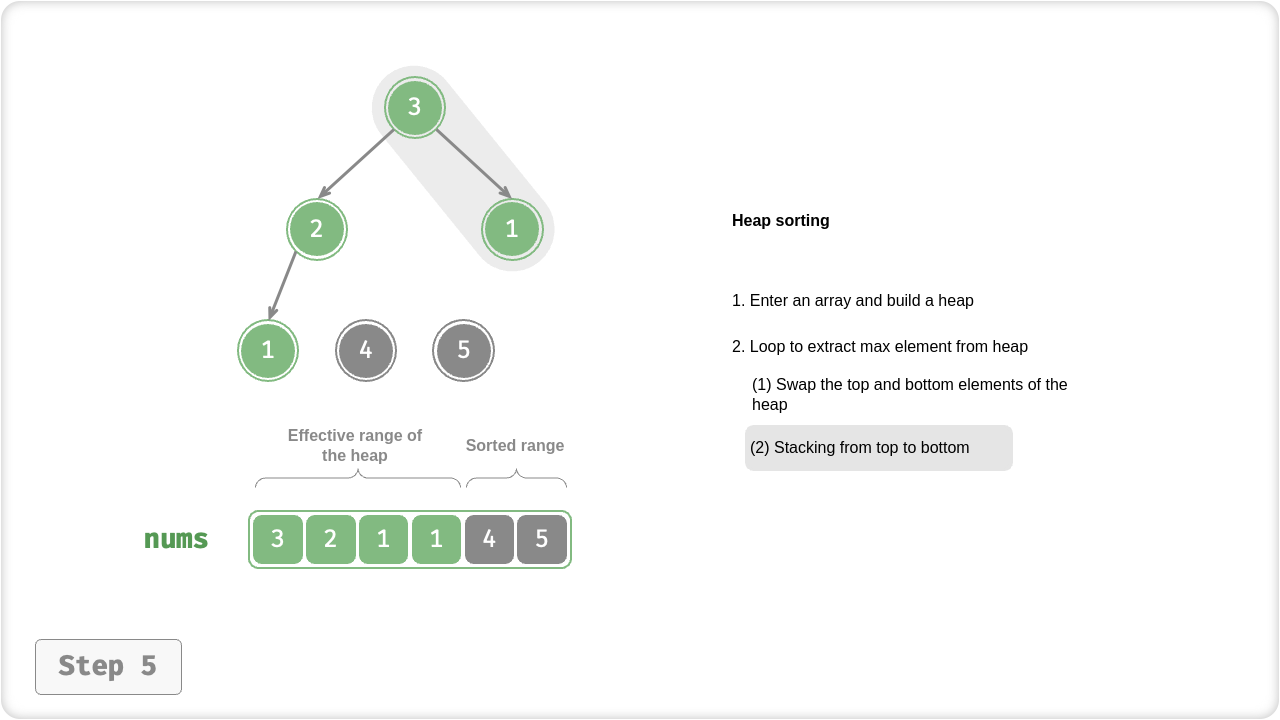 3
2
1
1
4
5
Effective range of
the heap
Sorted range
nums
3 2 1 1 4 5
Step 5
Heap sorting
1. Enter an array and build a heap
2. Loop to extract max element from heap
(1) Swap the top and bottom elements of the
heap
(2) Stacking from top to bottom